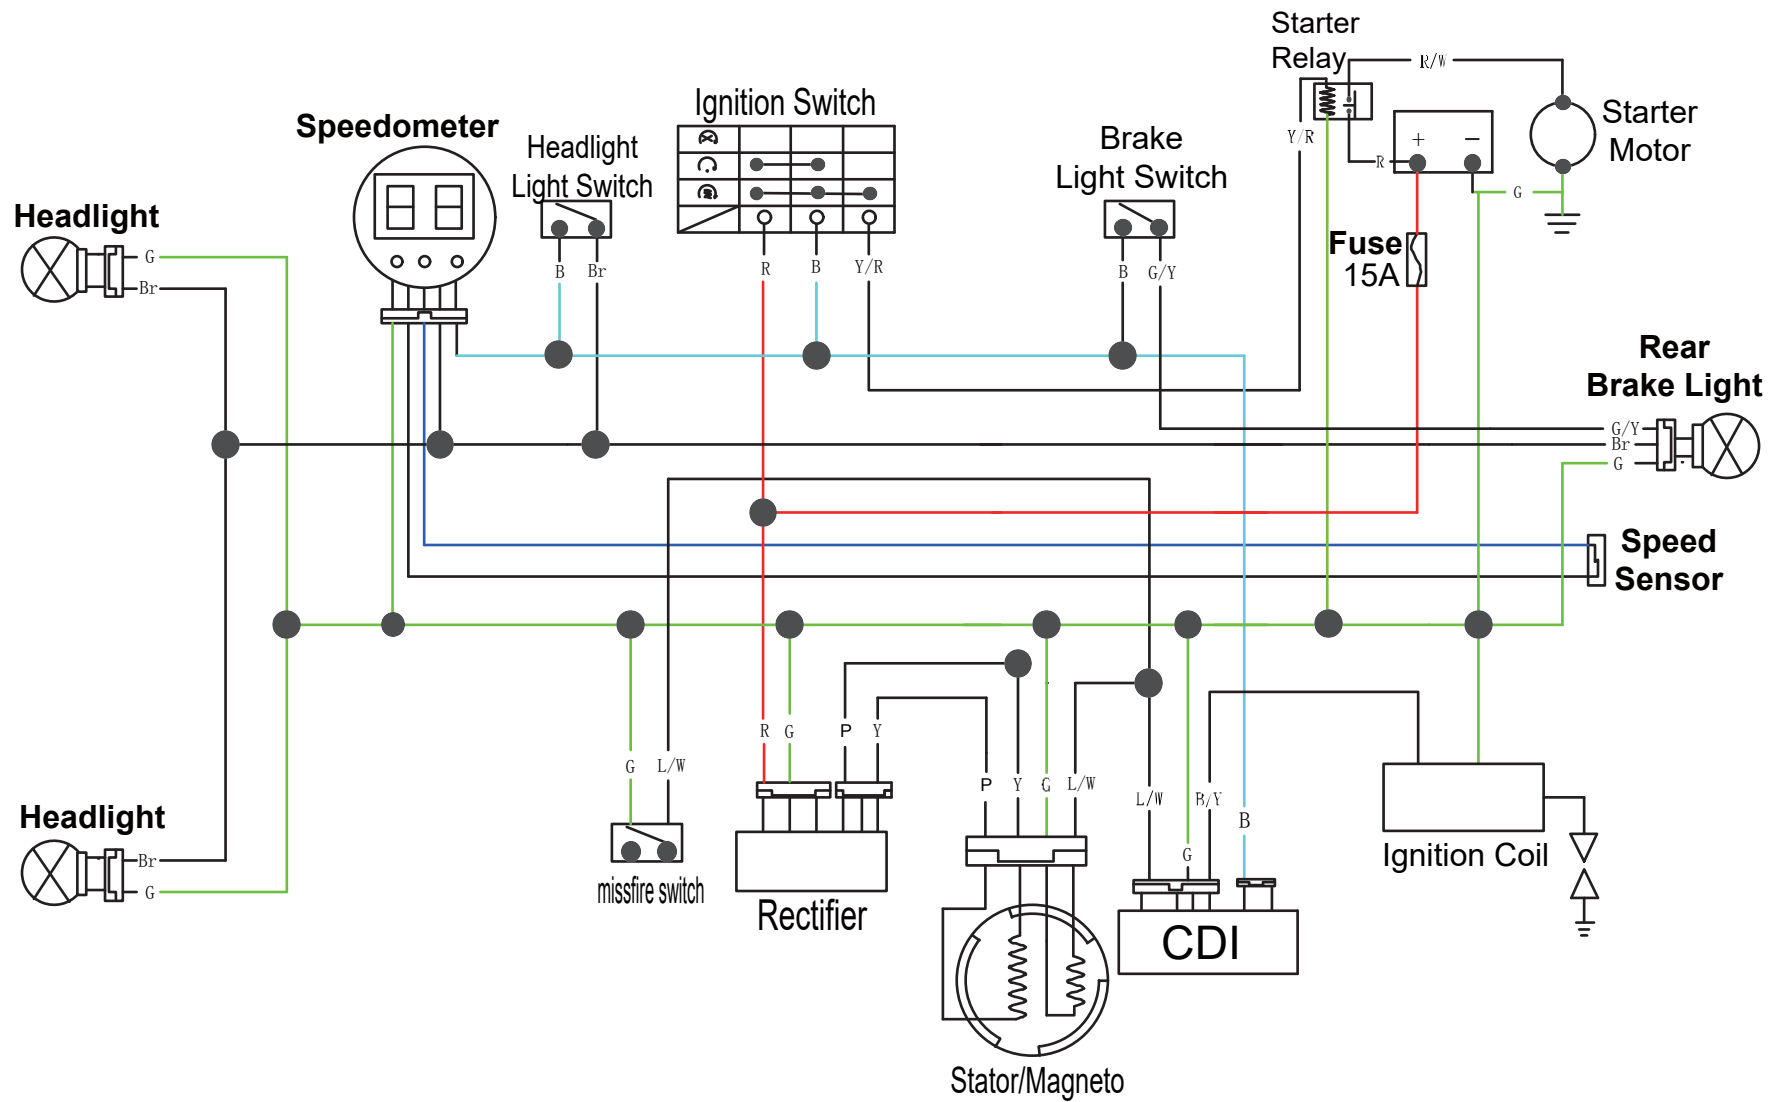 Starter
Relay
R/W
Starter
Motor
Ignition Switch
Speedometer
Headlight
Light Switch
Brake
Light Switch
Y/R
+
−
R
G
Headlight
G
Br
B
Br
R
B
Y/R
B
G/Y
Fuse
15A
Rear
Brake Light
G/Y
Br
G
Speed
Sensor
R
G
P
Y
G
L/W
P
Y
G
L/W
L/W
B/Y
B
G
Headlight
Br
G
missfire switch
Rectifier
CDI
Ignition Coil
Stator/Magneto